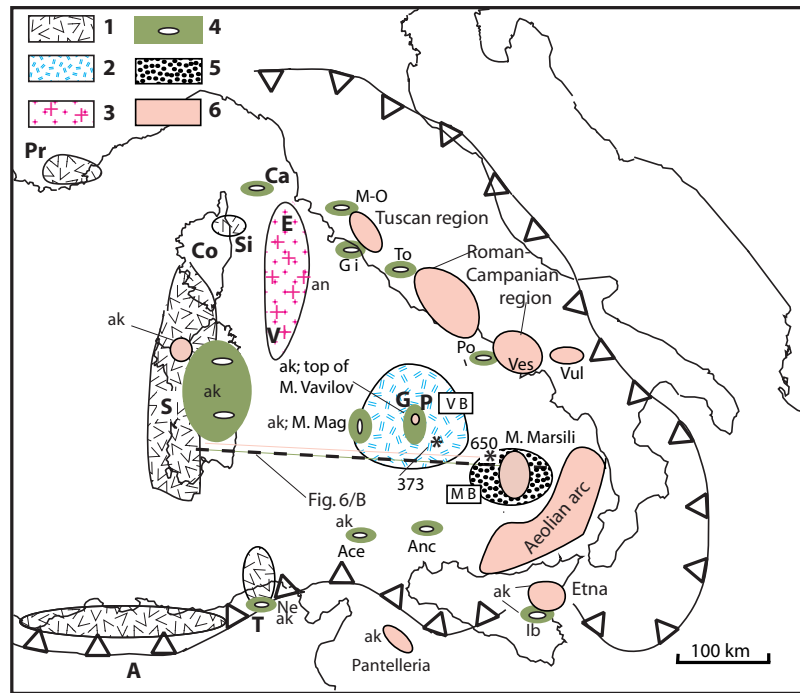 1
4
2
5
3
6
Pr
Ca
M-O
E
Tuscan region
Si
Co
G i
To
Roman-
Campanian
region
an
ak
V
Po
Ves
Vul
ak; top of
M. Vavilov
ak
G P
V B
S
ak; M. Mag
*
650
M. Marsili
*
373
M B
Fig. 6/B
ak
Ace
Anc
Aeolian arc
ak
Etna
Ne
T
ak
Ib
ak
A
Pantelleria
100 km